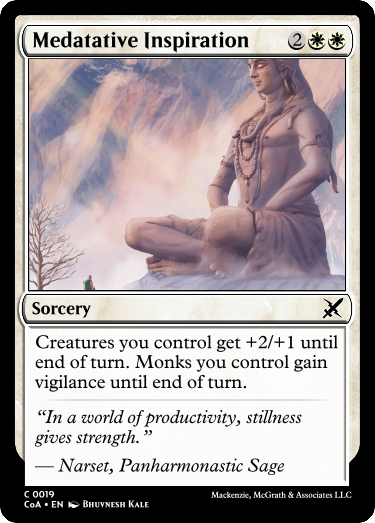 Medatative Inspiration 2
Sorcery
Creatures you control get +2/+1 until
end of turn. Monks you control gain
vigilance until end of turn.
“In a world of productivity, stillness
gives strength.”
— Narset, Panharmonastic Sage
C 0019
CoA • EN Bhuvnesh Kale
Mackenzie, McGrath & Associates LLC